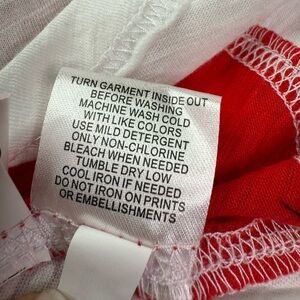 TURN GARMENT INSIDE OUT
BEFORE WASHING
MACHINE WASH COLD
WITH LIKE COLORS
USE MILD DETERGENT
ONLY NON-CHLORINE
BLEACH WHEN NEEDED
TUMBLE DRY LOW
COOL IRON IF NEEDED
DO NOT IRON ON PRINTS
or EMBELLISHMENTS